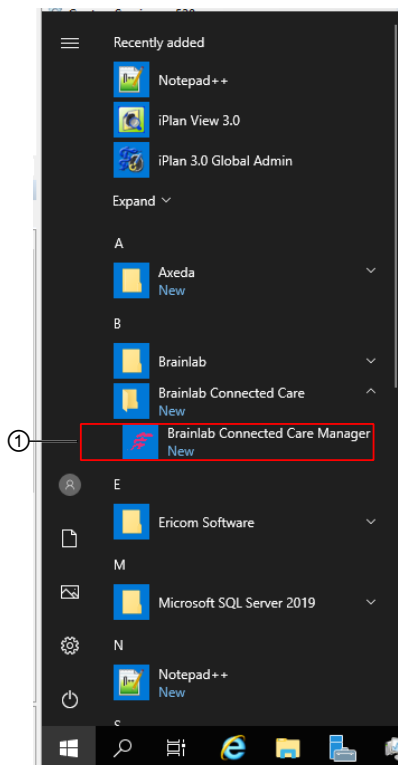 Recently added
Notepad++
iPlan View 3.0
iPlan 3.0 Global Admin
Expand
A
Axeda
New
B
Brainlab
Brainlab Connected Care
New
1
Brainlab Connected Care Manager
New
E
Ericom Software
M
Microsoft SQL Server 2019
N
Notepad++
New